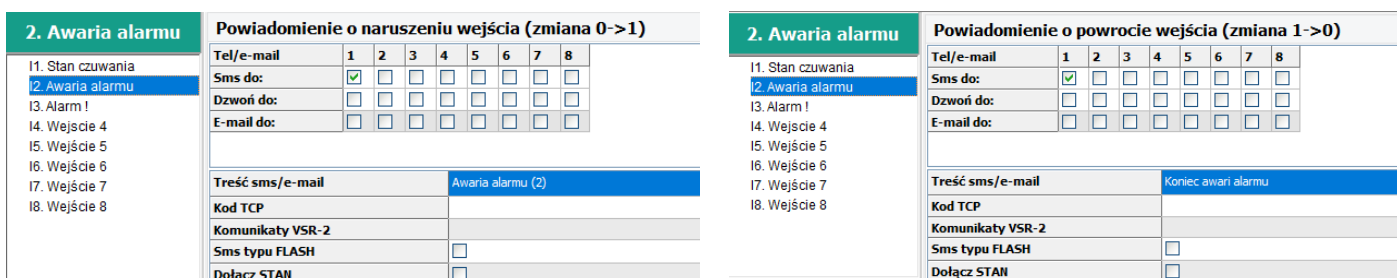 2. Awaria alarmu
I1. Stan czuwania
I2. Awaria alarmu
I3. Alarm !
I4. Wejscie 4
I5. Wejście 5
I6. Wejście 6
I7. Wejście 7
I8. Wejście 8
Powiadomienie o naruszeniu wejścia (zmiana 0->1)
Tel/e-mail 1 2 3 4 5 6 7 8
Sms do:
Dzwoń do:
E-mail do:
Treść sms/e-mail Awaria alarmu (2)
Kod TCP
Komunikaty VSR-2
Sms typu FLASH
Dołącz STAN
2. Awaria alarmu
I1. Stan czuwania
I2. Awaria alarmu
I3. Alarm !
I4. Wejscie 4
I5. Wejście 5
I6. Wejście 6
I7. Wejście 7
I8. Wejście 8
Powiadomienie o powrocie wejścia (zmiana 1->0)
Tel/e-mail 1 2 3 4 5 6 7 8
Sms do:
Dzwoń do:
E-mail do:
Treść sms/e-mail Koniec awari alarmu
Kod TCP
Komunikaty VSR-2
Sms typu FLASH
Dołącz STAN